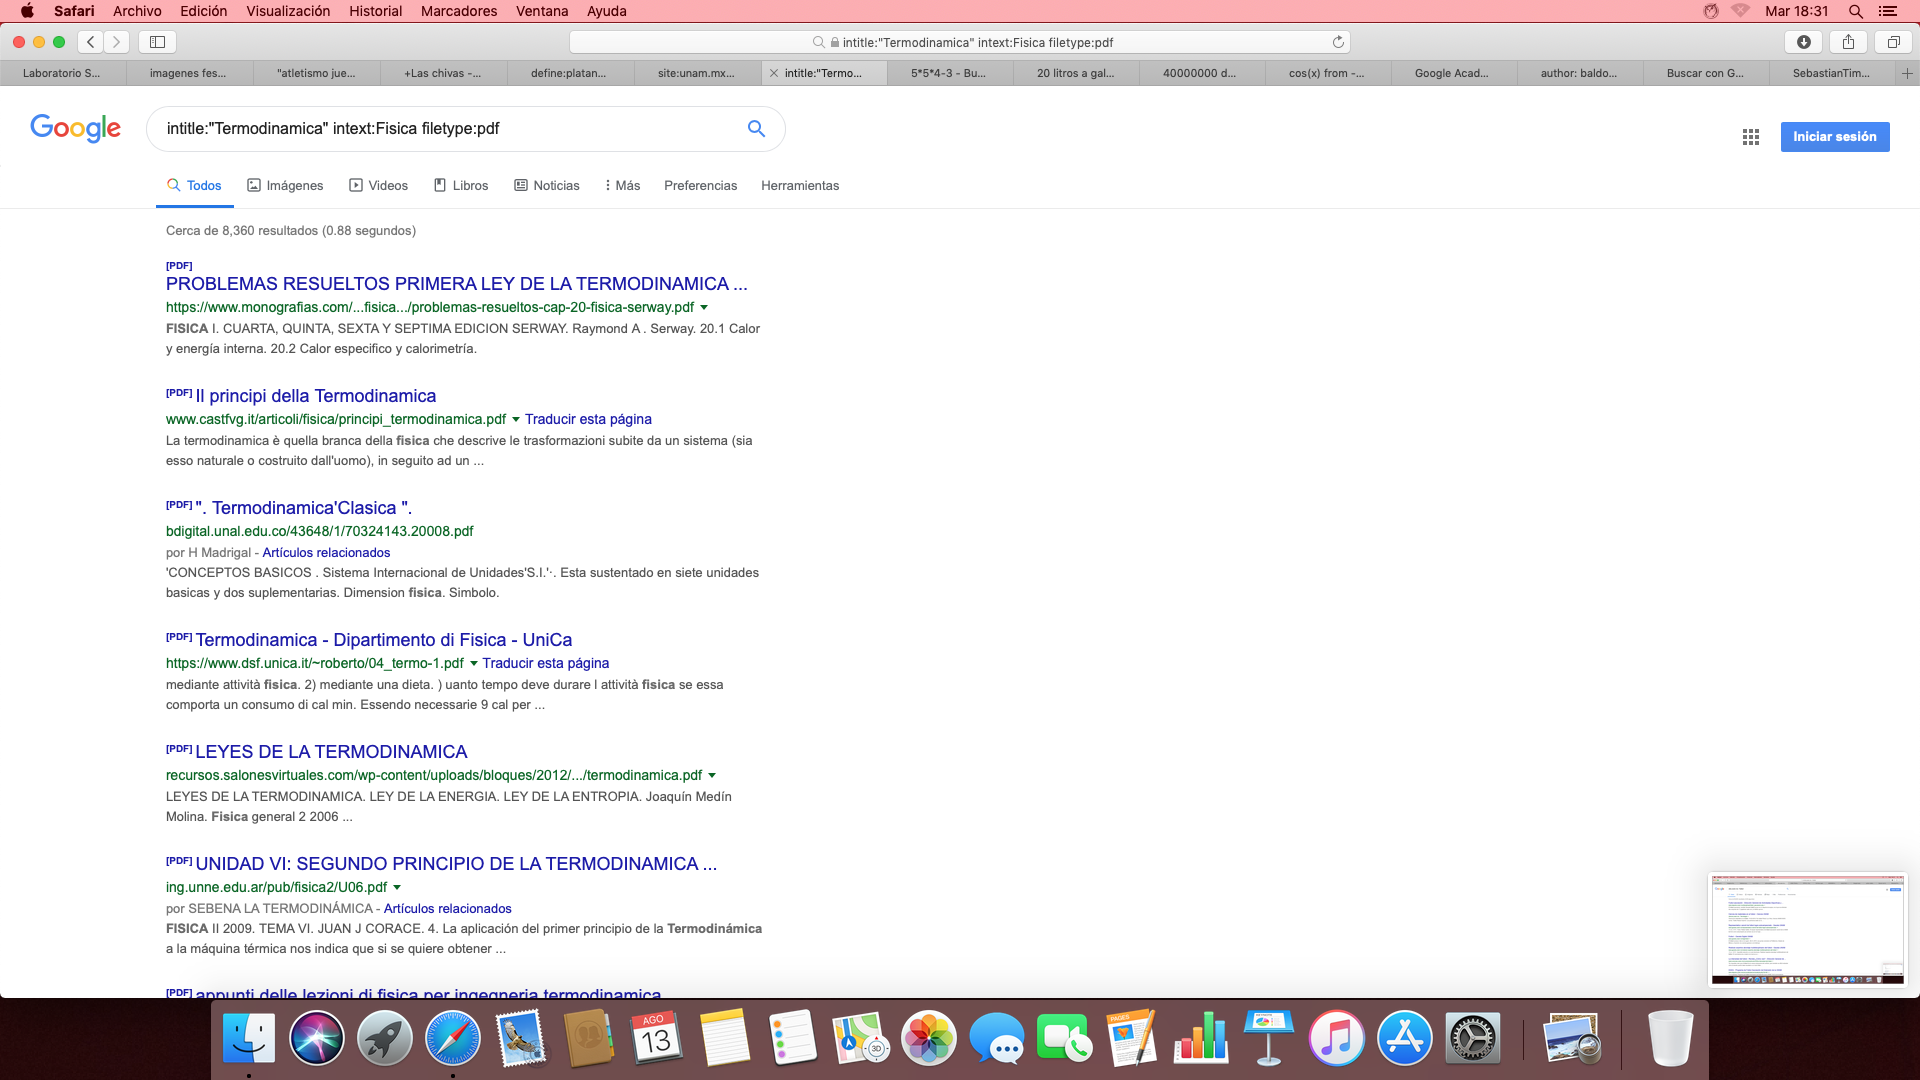 Safari Archivo Edición Visualización Historial Marcadores Ventana Ayuda Mar 18:31
intitle:"Termodinamica" intext:Fisica filetype:pdf
Laboratorio S... imagenes fes... "atletismo jue... +Las chivas -... define:platan... site:unam.mx... intitle:"Termo... 5*5*4-3 - Bu... 20 litros a gal... 40000000 d... cos(x) from -... Google Acad... author: baldo... Buscar con G... SebastianTim...
Google intitle:"Termodinamica" intext:Fisica filetype:pdf
Iniciar sesión
Todos Imágenes Videos Libros Noticias Más Preferencias Herramientas
Cerca de 8,360 resultados (0.88 segundos)
[PDF]
PROBLEMAS RESUELTOS PRIMERA LEY DE LA TERMODINAMICA ...
https://www.monografias.com/...fisica.../problemas-resueltos-cap-20-fisica-serway.pdf
FISICA I. CUARTA, QUINTA, SEXTA Y SEPTIMA EDICION SERWAY. Raymond A . Serway. 20.1 Calor
y energía interna. 20.2 Calor especifico y calorimetría.
[PDF] Il principi della Termodinamica
www.castfvg.it/articoli/fisica/principi_termodinamica.pdf Traducir esta página
La termodinamica è quella branca della fisica che descrive le trasformazioni subite da un sistema (sia
esso naturale o costruito dall'uomo), in seguito ad un ...
[PDF] ". Termodinamica'Clasica ".
bdigital.unal.edu.co/43648/1/70324143.20008.pdf
por H Madrigal - Artículos relacionados
'CONCEPTOS BASICOS . Sistema Internacional de Unidades'S.I.'·. Esta sustentado en siete unidades
basicas y dos suplementarias. Dimension fisica. Simbolo.
[PDF] Termodinamica - Dipartimento di Fisica - UniCa
https://www.dsf.unica.it/~roberto/04_termo-1.pdf Traducir esta página
mediante attività fisica. 2) mediante una dieta. ) uanto tempo deve durare l attività fisica se essa
comporta un consumo di cal min. Essendo necessarie 9 cal per ...
[PDF] LEYES DE LA TERMODINAMICA
recursos.salonesvirtuales.com/wp-content/uploads/bloques/2012/.../termodinamica.pdf
LEYES DE LA TERMODINAMICA. LEY DE LA ENERGIA. LEY DE LA ENTROPIA. Joaquín Medín
Molina. Fisica general 2 2006 ...
[PDF] UNIDAD VI: SEGUNDO PRINCIPIO DE LA TERMODINAMICA ...
ing.unne.edu.ar/pub/fisica2/U06.pdf
por SEBENA LA TERMODINÁMICA - Artículos relacionados
FISICA II 2009. TEMA VI. JUAN J CORACE. 4. La aplicación del primer principio de la Termodinámica
a la máquina térmica nos indica que si se quiere obtener ...
[PDF] appunti delle lezioni di fisica per ingegneria termodinamica
AGO
13
PAGES
3D